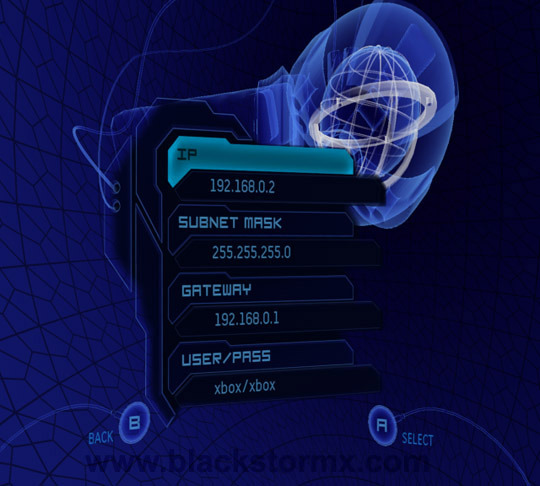 IP
192.168.0.2
SUBNET MASK
255.255.255.0
GATEWAY
192.168.0.1
USER/PASS
xbox/xbox
B
BACK
A
SELECT
www.blackstormx.com